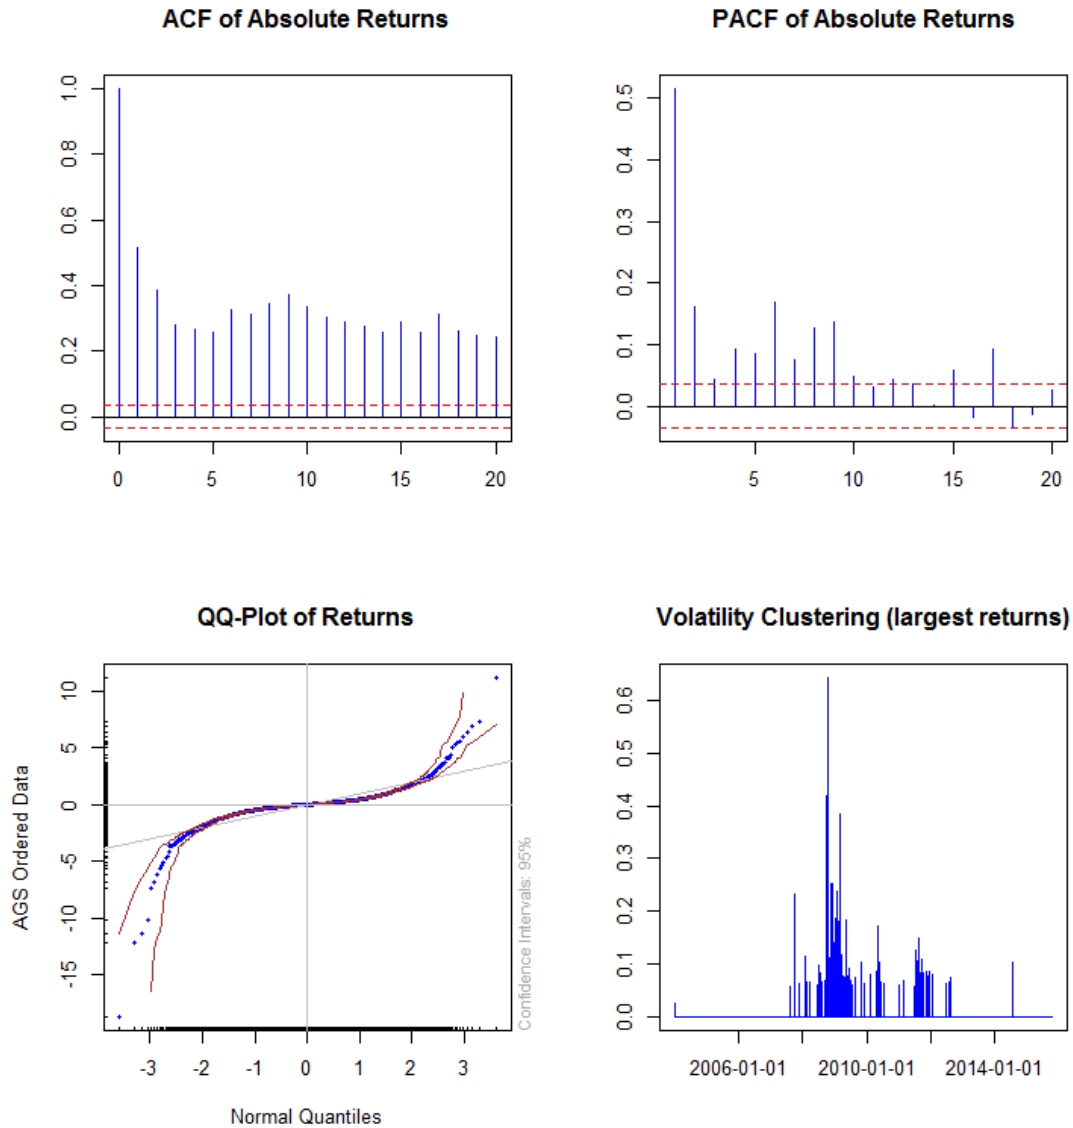 ACF of Absolute Returns
1.0
0.8
0.6
0.4
0.2
0.0
0 5 10 15 20
PACF of Absolute Returns
0.5
0.4
0.3
0.2
0.1
0.0
5 10 15 20
QQ-Plot of Returns
10
5
0
-5
-10
-15
AGS Ordered Data
Confidence Intervals: 95%
-3 -2 -1 0 1 2 3
Normal Quantiles
Volatility Clustering (largest returns)
0.6
0.5
0.4
0.3
0.2
0.1
0.0
2006-01-01 2010-01-01 2014-01-01